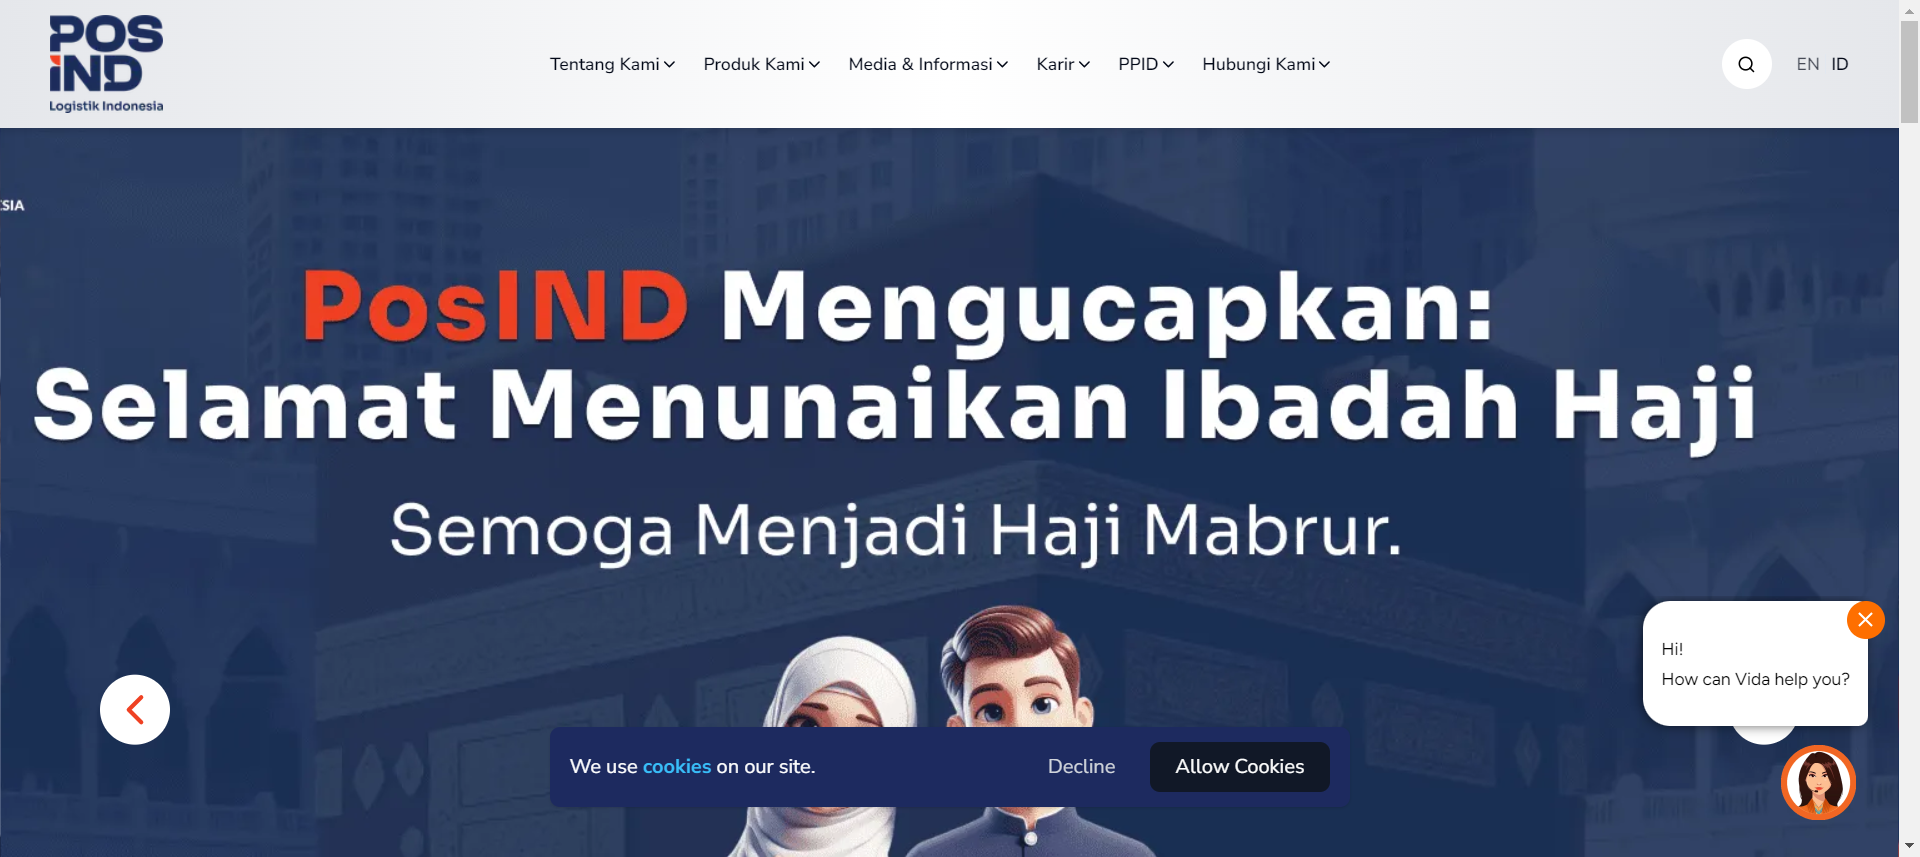 POS
IND
Logistik Indonesia
Tentang Kami
Produk Kami
Media & Informasi
Karir
PPID
Hubungi Kami
EN ID
PosIND Mengucapkan:
Selamat Menunaikan Ibadah Haji
Semoga Menjadi Haji Mabrur.
Hi!
How can Vida help you?
We use cookies on our site.
Decline
Allow Cookies